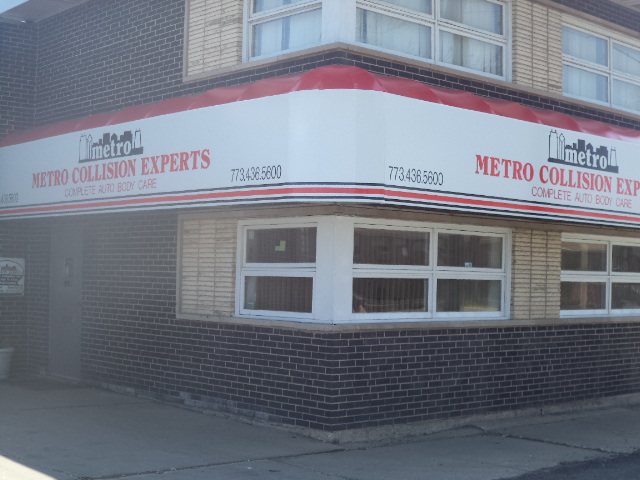 metro
METRO COLLISION EXPERTS
COMPLETE AUTO BODY CARE
773.436.5600
773.436.5600
metro
METRO COLLISION EXP
COMPLETE AUTO BODY CARE